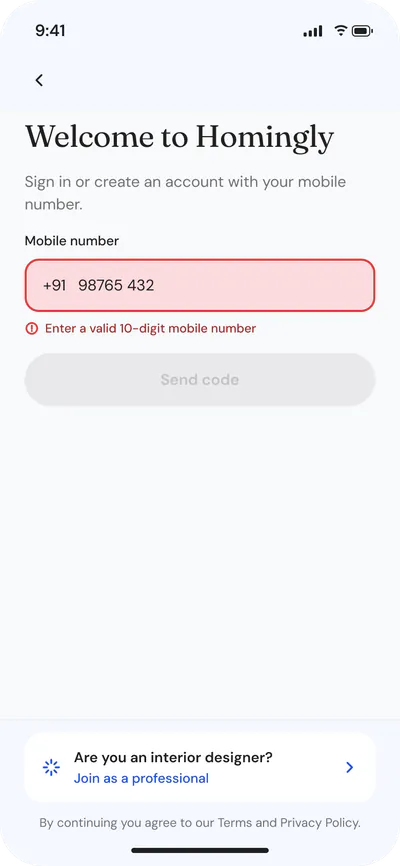 9:41
Welcome to Homingly
Sign in or create an account with your mobile
number.
Mobile number
+91 98765 432
Enter a valid 10-digit mobile number
Send code
Are you an interior designer?
Join as a professional
By continuing you agree to our Terms and Privacy Policy.